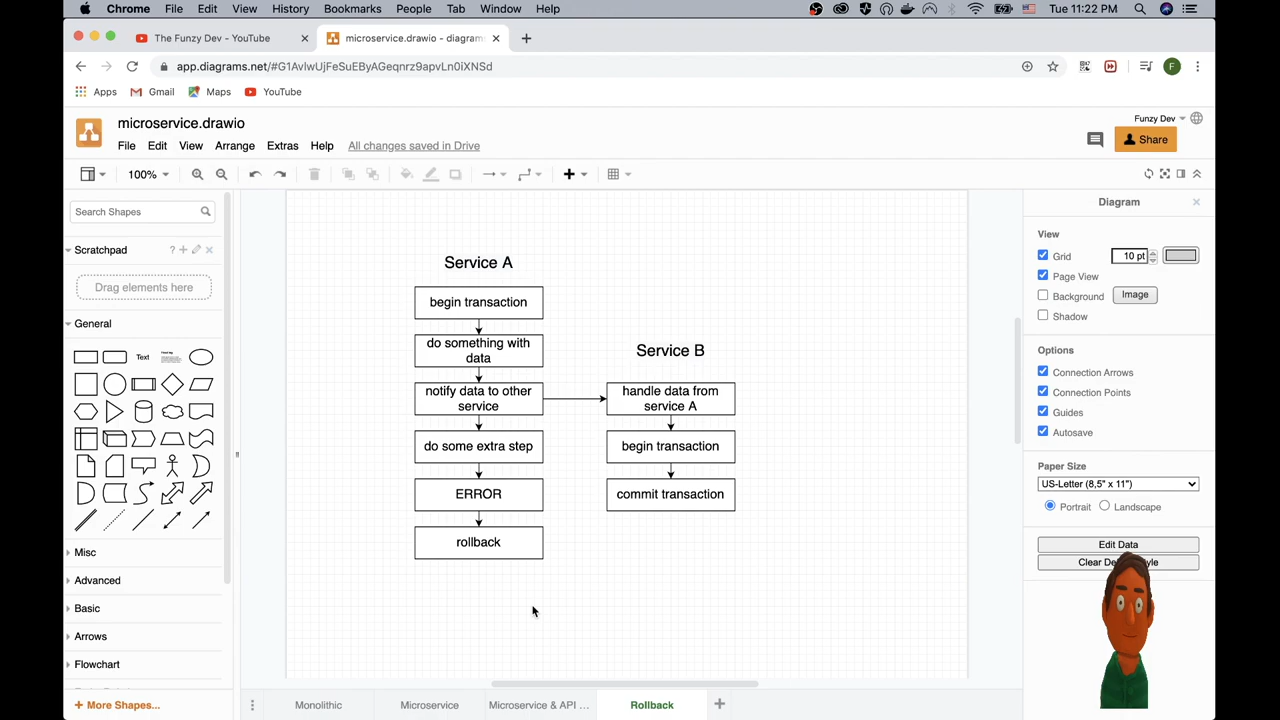 Chrome File Edit View History Bookmarks People Tab Window Help Tue 11:22 PM
The Funzy Dev - YouTube microservice.drawio - diagram
app.diagrams.net/#G1AvIwUjFeSuEByAGeqnrz9apvLn0iXNSd F
Apps Gmail Maps YouTube
microservice.drawio Funzy Dev
File Edit View Arrange Extras Help All changes saved in Drive Share
100%
Search Shapes
Scratchpad ?
Drag elements here
General
Text
Misc
Advanced
Basic
Arrows
Flowchart
+ More Shapes...
Service A
begin transaction
do something with
data
notify data to other
service
do some extra step
ERROR
rollback
Service B
handle data from
service A
begin transaction
commit transaction
Diagram
View
Grid 10 pt
Page View
Background Image
Shadow
Options
Connection Arrows
Connection Points
Guides
Autosave
Paper Size
US-Letter (8,5" x 11")
Portrait Landscape
Edit Data
Monolithic Microservice Microservice & API ... Rollback